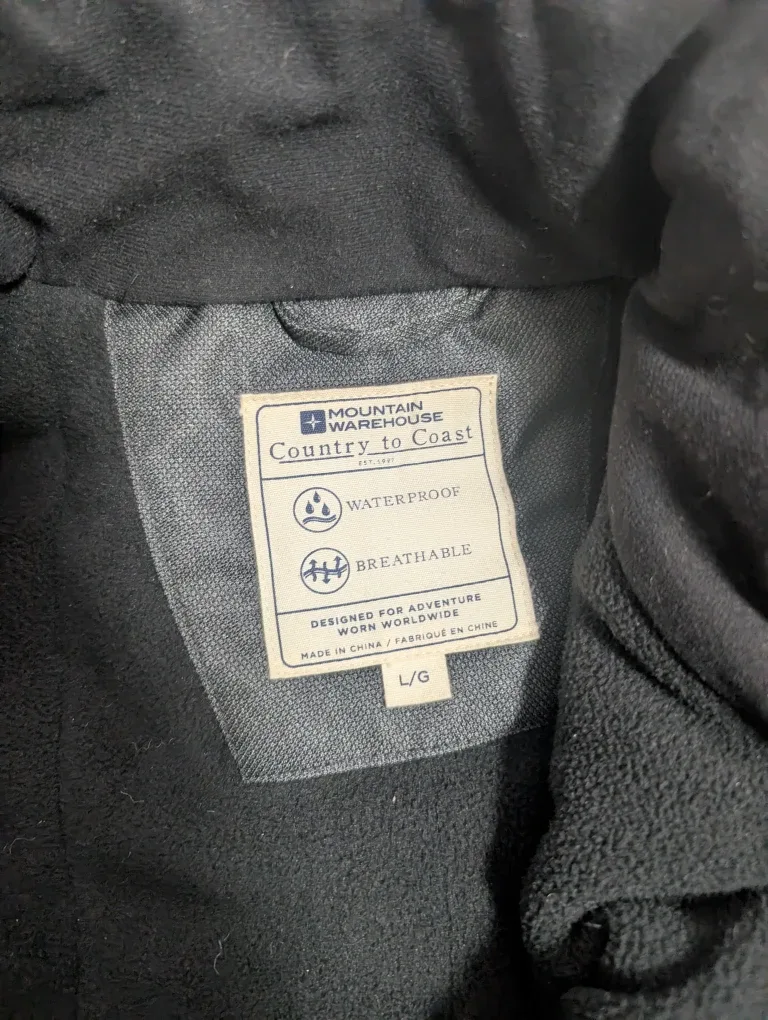 MOUNTAIN
WAREHOUSE
Country to Coast
EST. 1997
WATERPROOF
BREATHABLE
DESIGNED FOR ADVENTURE
WORN WORLDWIDE
MADE IN CHINA / FABRIQUÉ EN CHINE
L/G